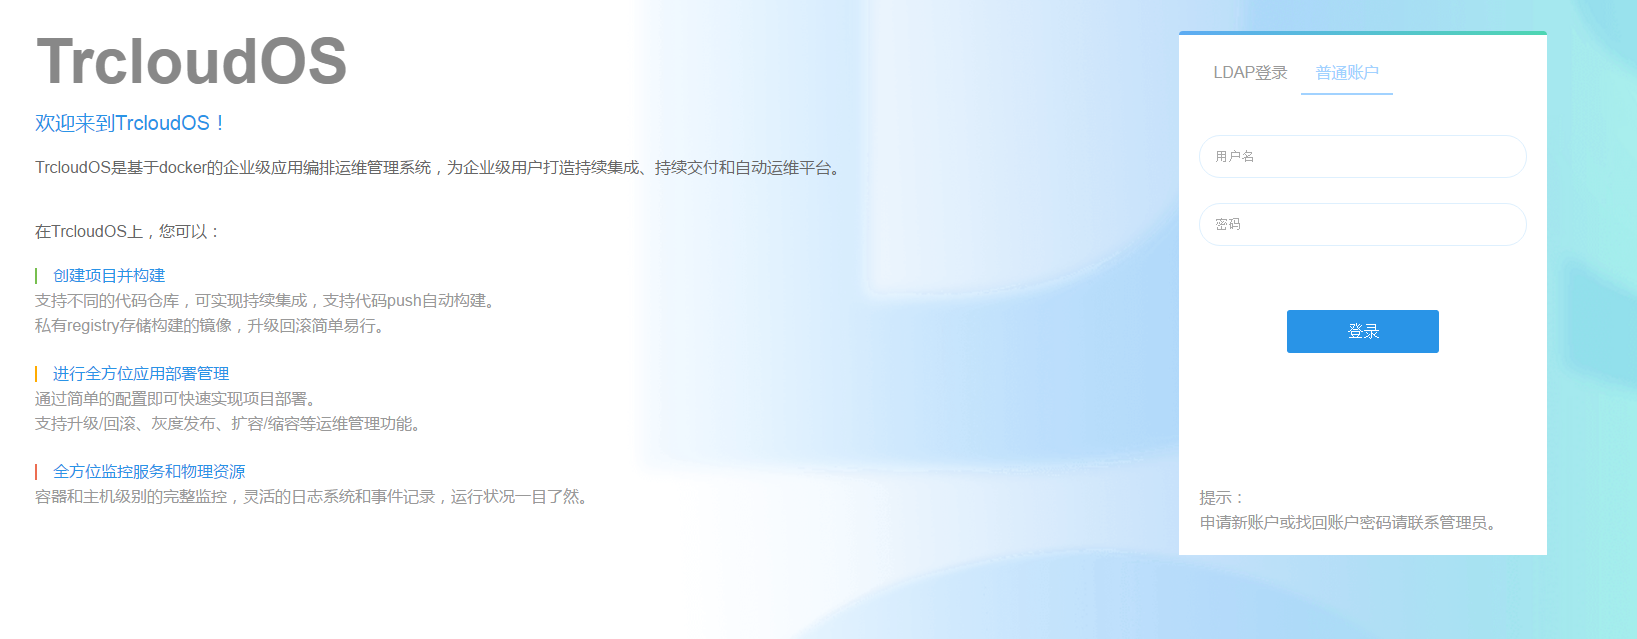 TrcloudOS
欢迎来到TrcloudOS！
TrcloudOS是基于docker的企业级应用编排运维管理系统，为企业级用户打造持续集成、持续交付和自动运维平台。
在TrcloudOS上，您可以：
创建项目并构建
支持不同的代码仓库，可实现持续集成，支持代码push自动构建。
私有registry存储构建的镜像，升级回滚简单易行。
进行全方位应用部署管理
通过简单的配置即可快速实现项目部署。
支持升级/回滚、灰度发布、扩容/缩容等运维管理功能。
全方位监控服务和物理资源
容器和主机级别的完整监控，灵活的日志系统和事件记录，运行状况一目了然。
LDAP登录 普通账户
用户名
密码
登录
提示：
申请新账户或找回账户密码请联系管理员。